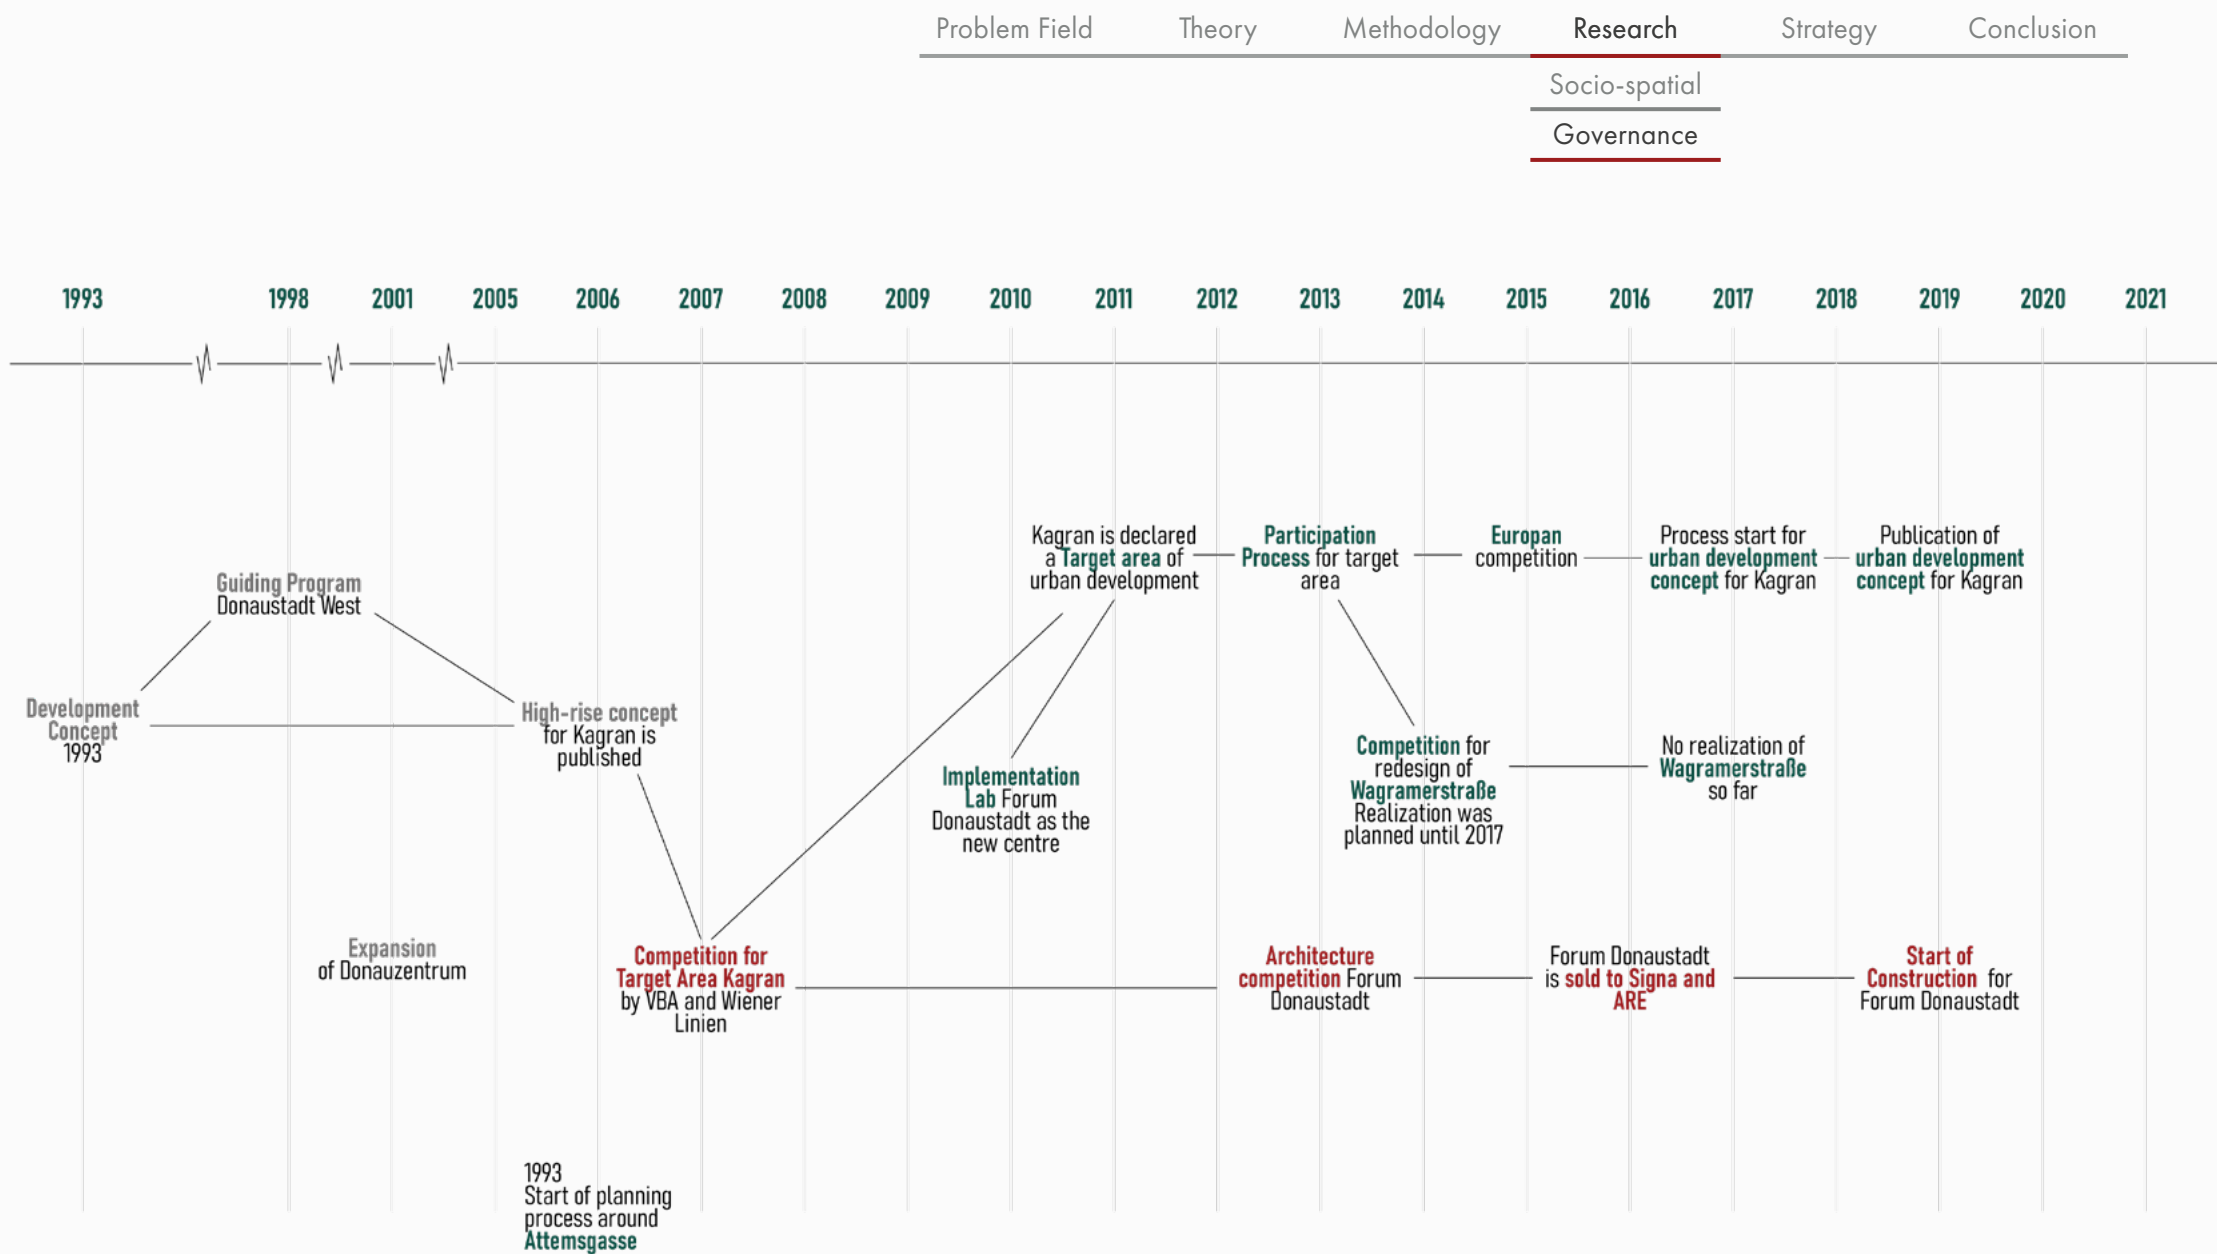 Problem Field Theory Methodology Research Strategy Conclusion
Socio-spatial
Governance
1993 1998 2001 2005 2006 2007 2008 2009 2010 2011 2012 2013 2014 2015 2016 2017 2018 2019 2020 2021
Kagran is declared
a Target area of
urban development
Participation
Process for target
area
Europan
competition
Process start for
urban development
concept for Kagran
Publication of
urban development
concept for Kagran
Guiding Program
Donaustadt West
Development
Concept
1993
High-rise concept
for Kagran is
published
Implementation
Lab Forum
Donaustadt as the
new centre
Competition for
redesign of
Wagramerstraße
Realization was
planned until 2017
No realization of
Wagramerstraße
so far
Expansion
of Donauzentrum
Competition for
Target Area Kagran
by VBA and Wiener
Linien
Architecture
competition Forum
Donaustadt
Forum Donaustadt
is sold to Signa and
ARE
Start of
Construction for
Forum Donaustadt
1993
Start of planning
process around
Attemsgasse